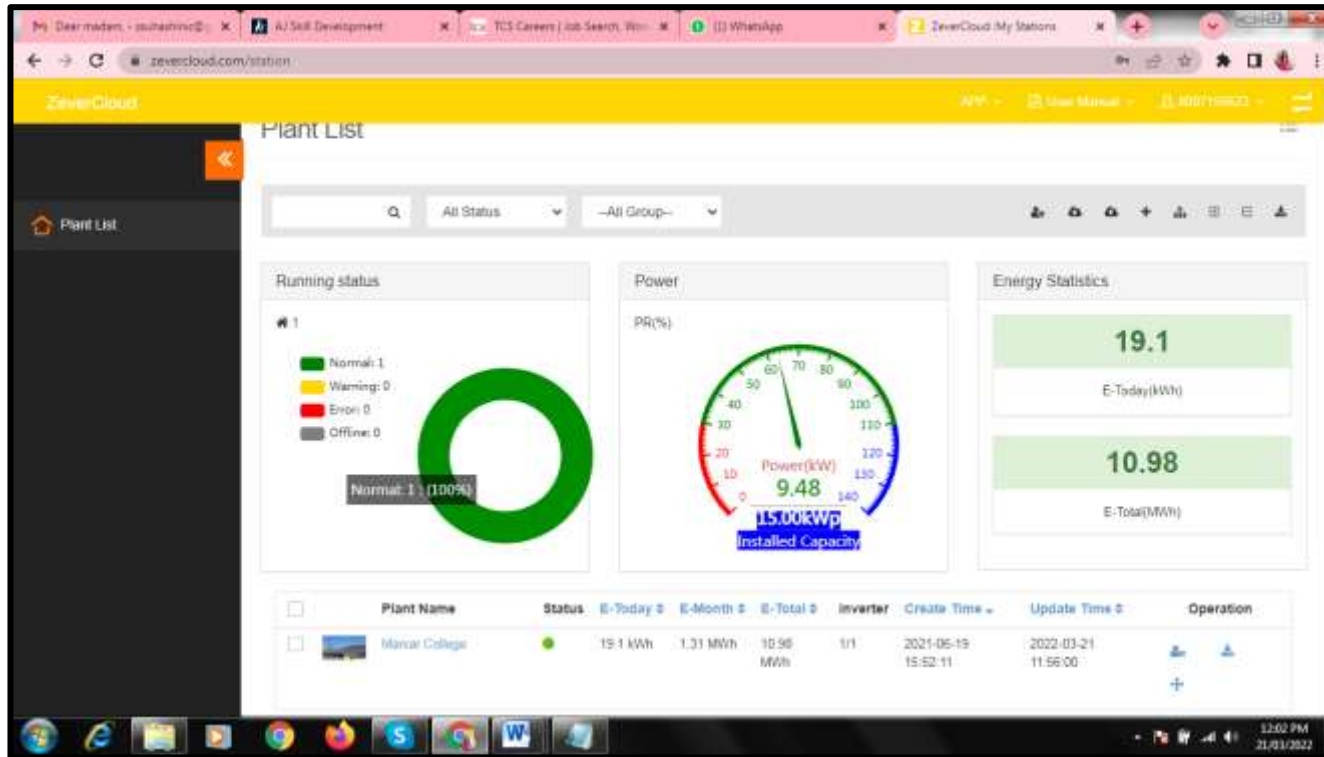 AJ Skill Development
TCS Careers | Job Search,
(1) WhatsApp
ZeverCloud :My Stations
zevercloud.com/station
ZeverCloud
APP
User Manual
Plant List
Plant List
All Status
--All Group--
Running status
1
Normal: 1
Warning: 0
Error: 0
Offline: 0
Normal: 1 : (100%)
Power
PR(%)
0
10
20
30
40
50
60
70
80
90
100
110
120
130
140
Power(kW)
9.48
15.00kWp
Installed Capacity
Energy Statistics
19.1
E-Today(kWh)
10.98
E-Total(MWh)
Plant Name Status E-Today E-Month E-Total Inverter Create Time Update Time Operation
College 19.1 kWh 1.31 MWh 10.98 MWh 1/1 2021-06-19 15:52:11 2022-03-21 11:56:00
12:02 PM
21/03/2022